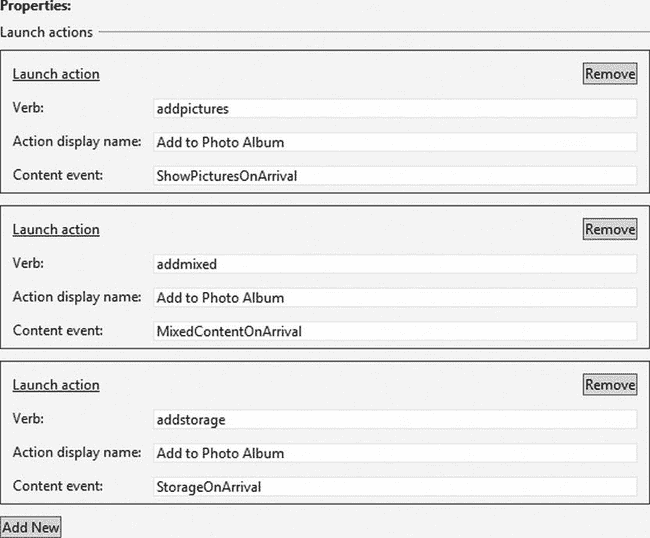 Properties:
Launch actions
Launch action Remove
Verb: addpictures
Action display name: Add to Photo Album
Content event: ShowPicturesOnArrival
Launch action Remove
Verb: addmixed
Action display name: Add to Photo Album
Content event: MixedContentOnArrival
Launch action Remove
Verb: addstorage
Action display name: Add to Photo Album
Content event: StorageOnArrival
Add New